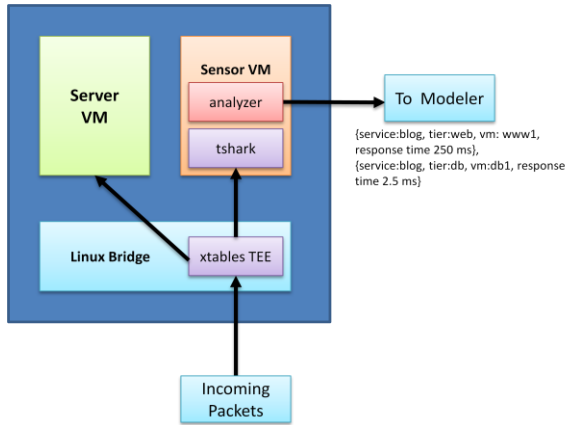 Server
VM
Sensor VM
analyzer
tshark
To Modeler
{service:blog, tier:web, vm: www1,
response time 250 ms},
{service:blog, tier:db, vm:db1, response
time 2.5 ms}
Linux Bridge
xtables TEE
Incoming
Packets